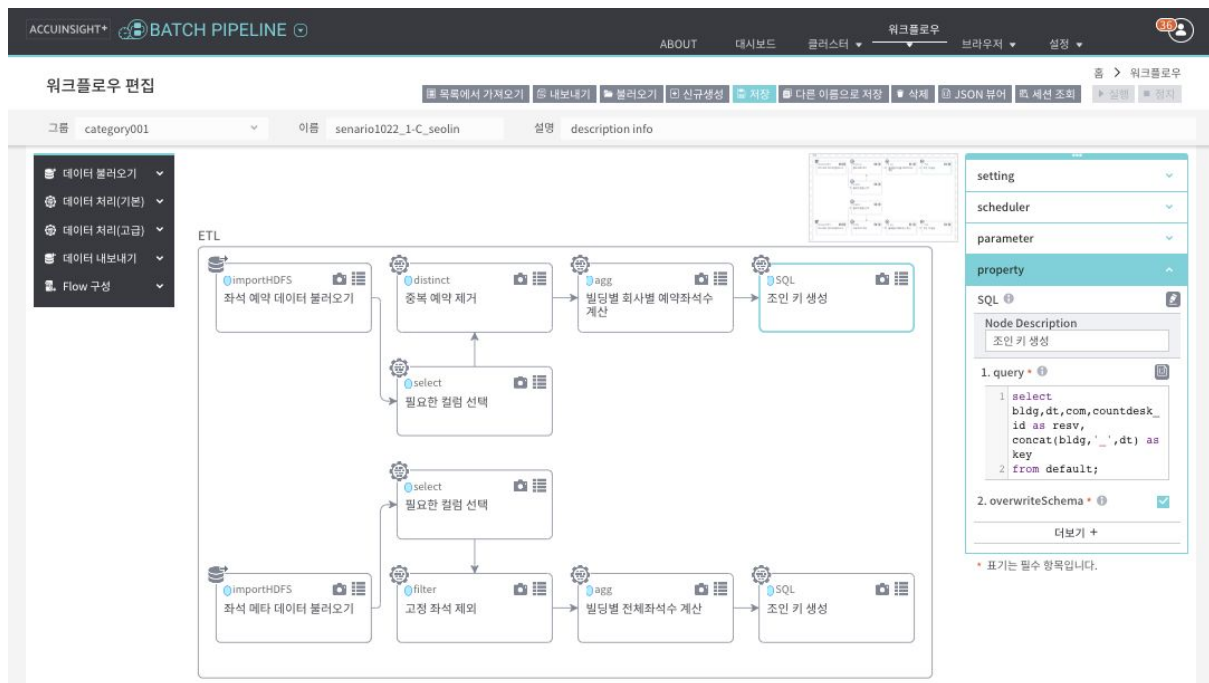 ACCUINSIGHT+ BATCH PIPELINE
ABOUT 대시보드 클러스터 워크플로우 브라우저 설정
36
홈 > 워크플로우
워크플로우 편집
목록에서 가져오기 내보내기 불러오기 신규생성 저장 다른 이름으로 저장 삭제 JSON 뷰어 세션 조회 실행 정지
그룹 category001 이름 senario1022_1-C_seolin 설명 description info
데이터 불러오기
데이터 처리(기본)
데이터 처리(고급)
데이터 내보내기
Flow 구성
ETL
importHDFS
좌석 예약 데이터 불러오기
distinct
중복 예약 제거
agg
빌딩별 회사별 예약좌석수
계산
SQL
조인 키 생성
select
필요한 컬럼 선택
select
필요한 컬럼 선택
importHDFS
좌석 메타 데이터 불러오기
filter
고정 좌석 제외
agg
빌딩별 전체좌석수 계산
SQL
조인 키 생성
setting
scheduler
parameter
property
SQL
Node Description
조인 키 생성
1. query *
1 select
bldg,dt,com,countdesk_
id as resv,
concat(bldg,'_',dt) as
key
2 from default;
2. overwriteSchema *
더보기 +
* 표기는 필수 항목입니다.